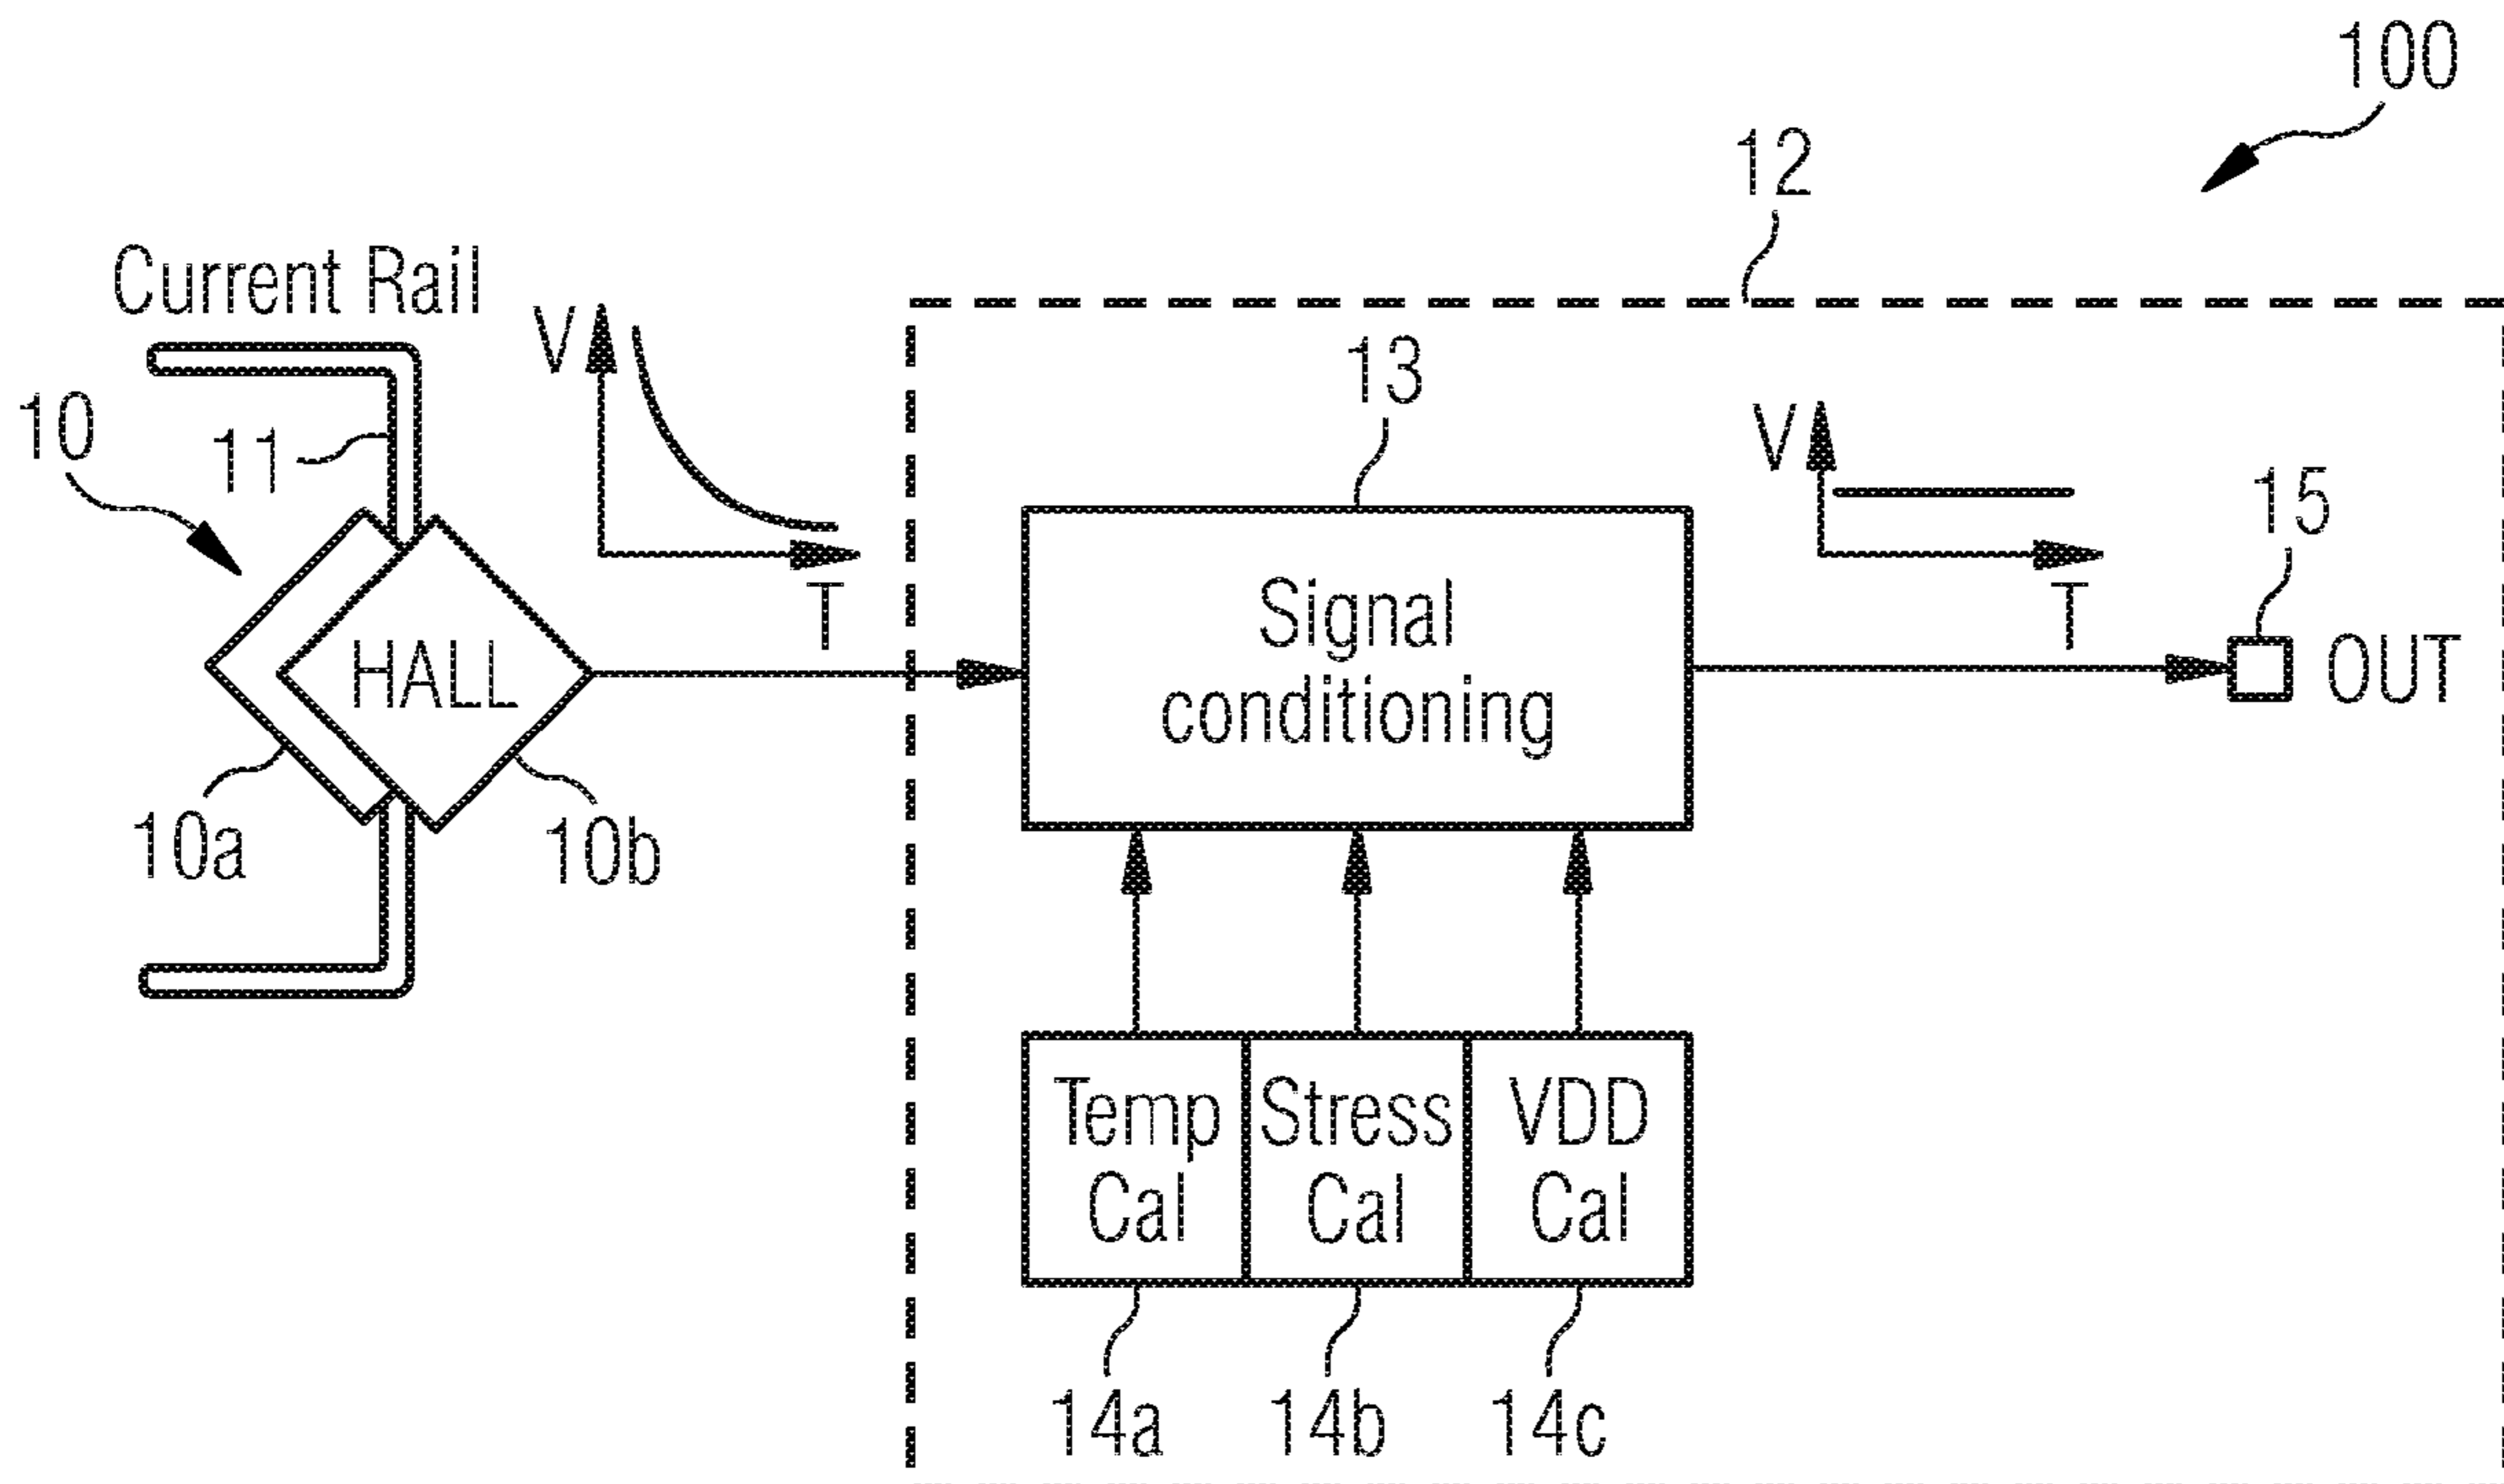 100
12
Current Rail
V
13
10
11
V
15
T
Signal
conditioning
T
HALL
OUT
10a
10b
Temp
Cal
Stress
Cal
VDD
Cal
14a
14b
14c